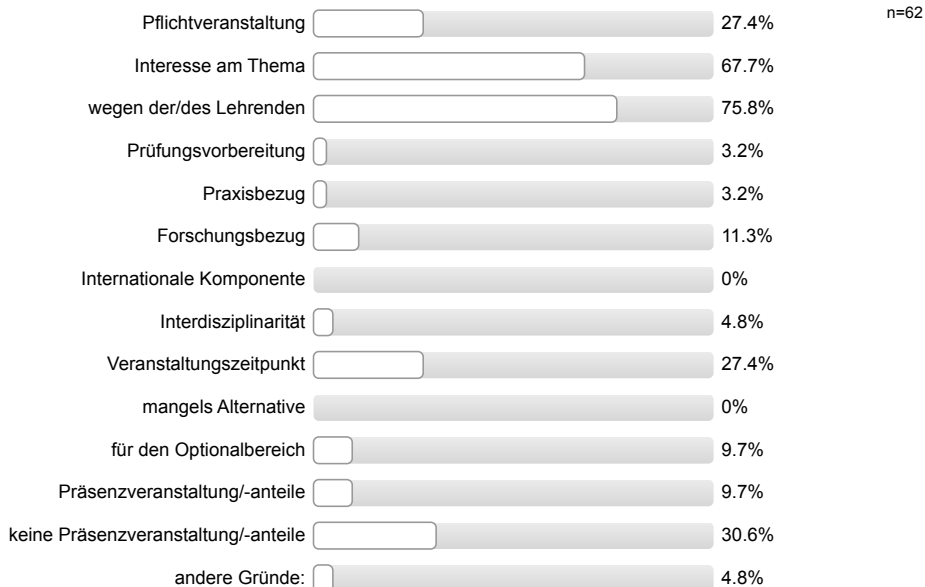 n=62
Pflichtveranstaltung 27.4%
Interesse am Thema 67.7%
wegen der/des Lehrenden 75.8%
Prüfungsvorbereitung 3.2%
Praxisbezug 3.2%
Forschungsbezug 11.3%
Internationale Komponente 0%
Interdisziplinarität 4.8%
Veranstaltungszeitpunkt 27.4%
mangels Alternative 0%
für den Optionalbereich 9.7%
Präsenzveranstaltung/-anteile 9.7%
keine Präsenzveranstaltung/-anteile 30.6%
andere Gründe: 4.8%